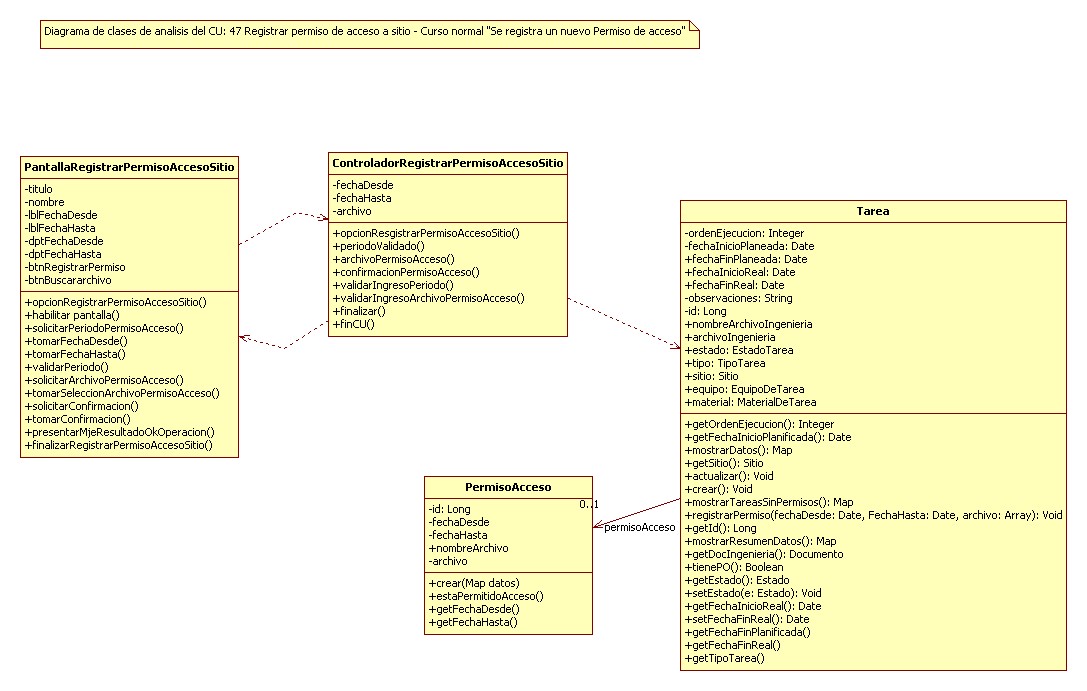 Diagrama de clases de analisis del CU: 47 Registrar permiso de acceso a sitio - Curso normal "Se registra un nuevo Permiso de acceso"
PantallaRegistrarPermisoAccesoSitio
-titulo
-nombre
-lblFechaDesde
-lblFechaHasta
-dptFechaDesde
-dptFechaHasta
-btnRegistrarPermiso
-btnBuscararchivo
+opcionRegistrarPermisoAccesoSitio()
+habilitar pantalla()
+solicitarPeriodoPermisoAcceso()
+tomarFechaDesde()
+tomarFechaHasta()
+validarPeriodo()
+solicitarArchivoPermisoAcceso()
+tomarSeleccionArchivoPermisoAcceso()
+solicitarConfirmacion()
+tomarConfirmacion()
+presentarMjeResultadoOkOperacion()
+finalizarRegistrarPermisoAccesoSitio()
ControladorRegistrarPermisoAccesoSitio
-fechaDesde
-fechaHasta
-archivo
+opcionResgistrarPermisoAccesoSitio()
+periodoValidado()
+archivoPermisoAcceso()
+confirmacionPermisoAcceso()
+validarIngresoPeriodo()
+validarIngresoArchivoPermisoAcceso()
+finalizar()
+finCU()
Tarea
-ordenEjecucion: Integer
-fechaInicioPlaneada: Date
+fechaFinPlaneada: Date
+fechaInicioReal: Date
+fechaFinReal: Date
-observaciones: String
-id: Long
+nombreArchivoIngenieria
+archivoIngenieria
+estado: EstadoTarea
+tipo: TipoTarea
+sitio: Sitio
+equipo: EquipoDeTarea
+material: MaterialDeTarea
+getOrdenEjecucion(): Integer
+getFechaInicioPlanificada(): Date
+mostrarDatos(): Map
+getSitio(): Sitio
+actualizar(): Void
+crear(): Void
+mostrarTareasSinPermisos(): Map
+registrarPermiso(fechaDesde: Date, FechaHasta: Date, archivo: Array): Void
+getId(): Long
+mostrarResumenDatos(): Map
+getDocIngenieria(): Documento
+tienePO(): Boolean
+getEstado(): Estado
+setEstado(e: Estado): Void
+getFechaInicioReal(): Date
+setFechaFinReal(): Date
+getFechaFinPlanificada()
+getFechaFinReal()
+getTipoTarea()
PermisoAcceso
-id: Long
-fechaDesde
-fechaHasta
+nombreArchivo
-archivo
+crear(Map datos)
+estaPermitidoAcceso()
+getFechaDesde()
+getFechaHasta()
0..1
-permisoAcceso